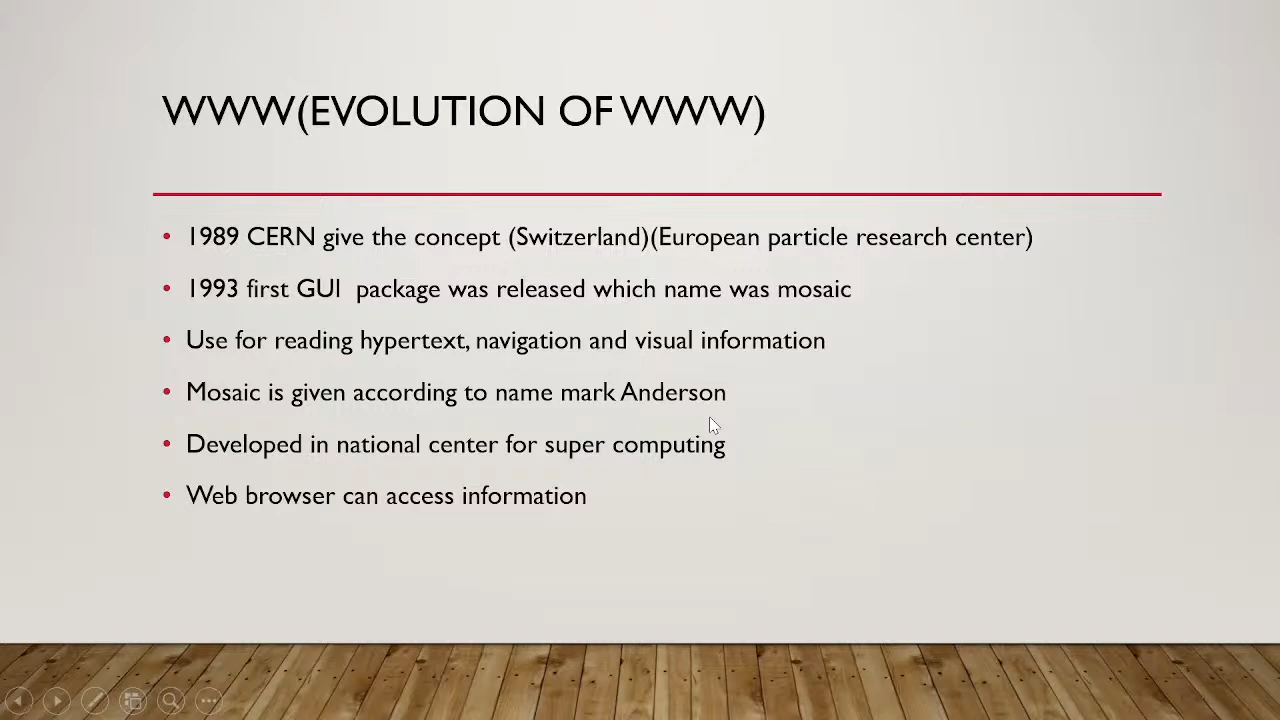 WWW(EVOLUTION OF WWW)
• 1989 CERN give the concept (Switzerland)(European particle research center)
• 1993 first GUI package was released which name was mosaic
• Use for reading hypertext, navigation and visual information
• Mosaic is given according to name mark Anderson
• Developed in national center for super computing
• Web browser can access information